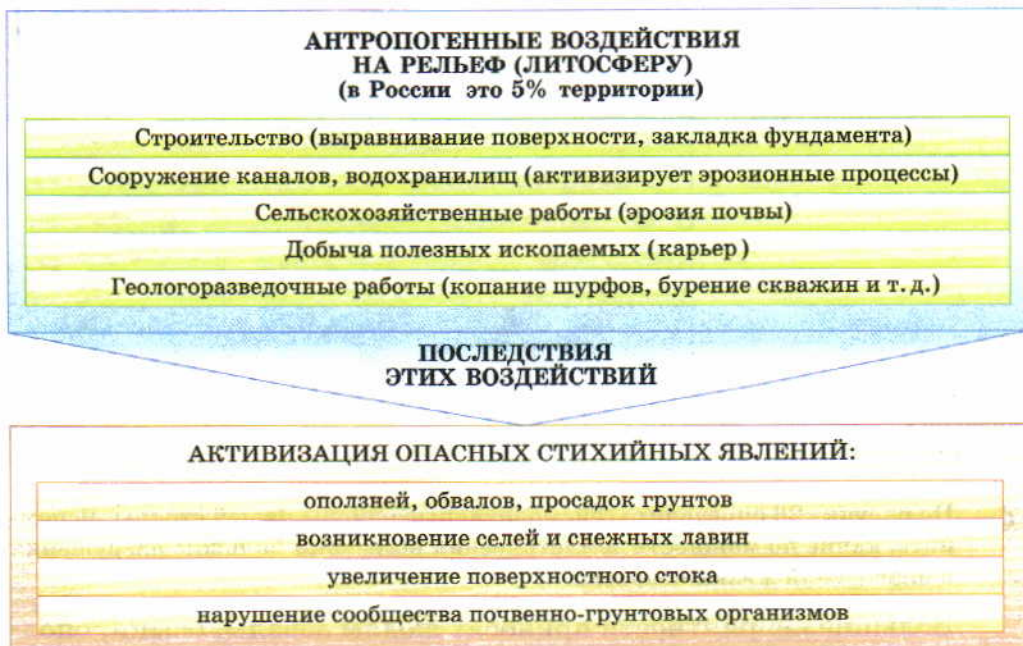 АНТРОПОГЕННЫЕ ВОЗДЕЙСТВИЯ
НА РЕЛЬЕФ (ЛИТОСФЕРУ)
(в России это 5% территории)
Строительство (выравнивание поверхности, закладка фундамента)
Сооружение каналов, водохранилищ (активизирует эрозионные процессы)
Сельскохозяйственные работы (эрозия почвы)
Добыча полезных ископаемых (карьер)
Геологоразведочные работы (копание шурфов, бурение скважин и т.д.)
ПОСЛЕДСТВИЯ
ЭТИХ ВОЗДЕЙСТВИЙ
АКТИВИЗАЦИЯ ОПАСНЫХ СТИХИЙНЫХ ЯВЛЕНИЙ:
оползней, обвалов, просадок грунтов
возникновение селей и снежных лавин
увеличение поверхностного стока
нарушение сообщества почвенно-грунтовых организмов